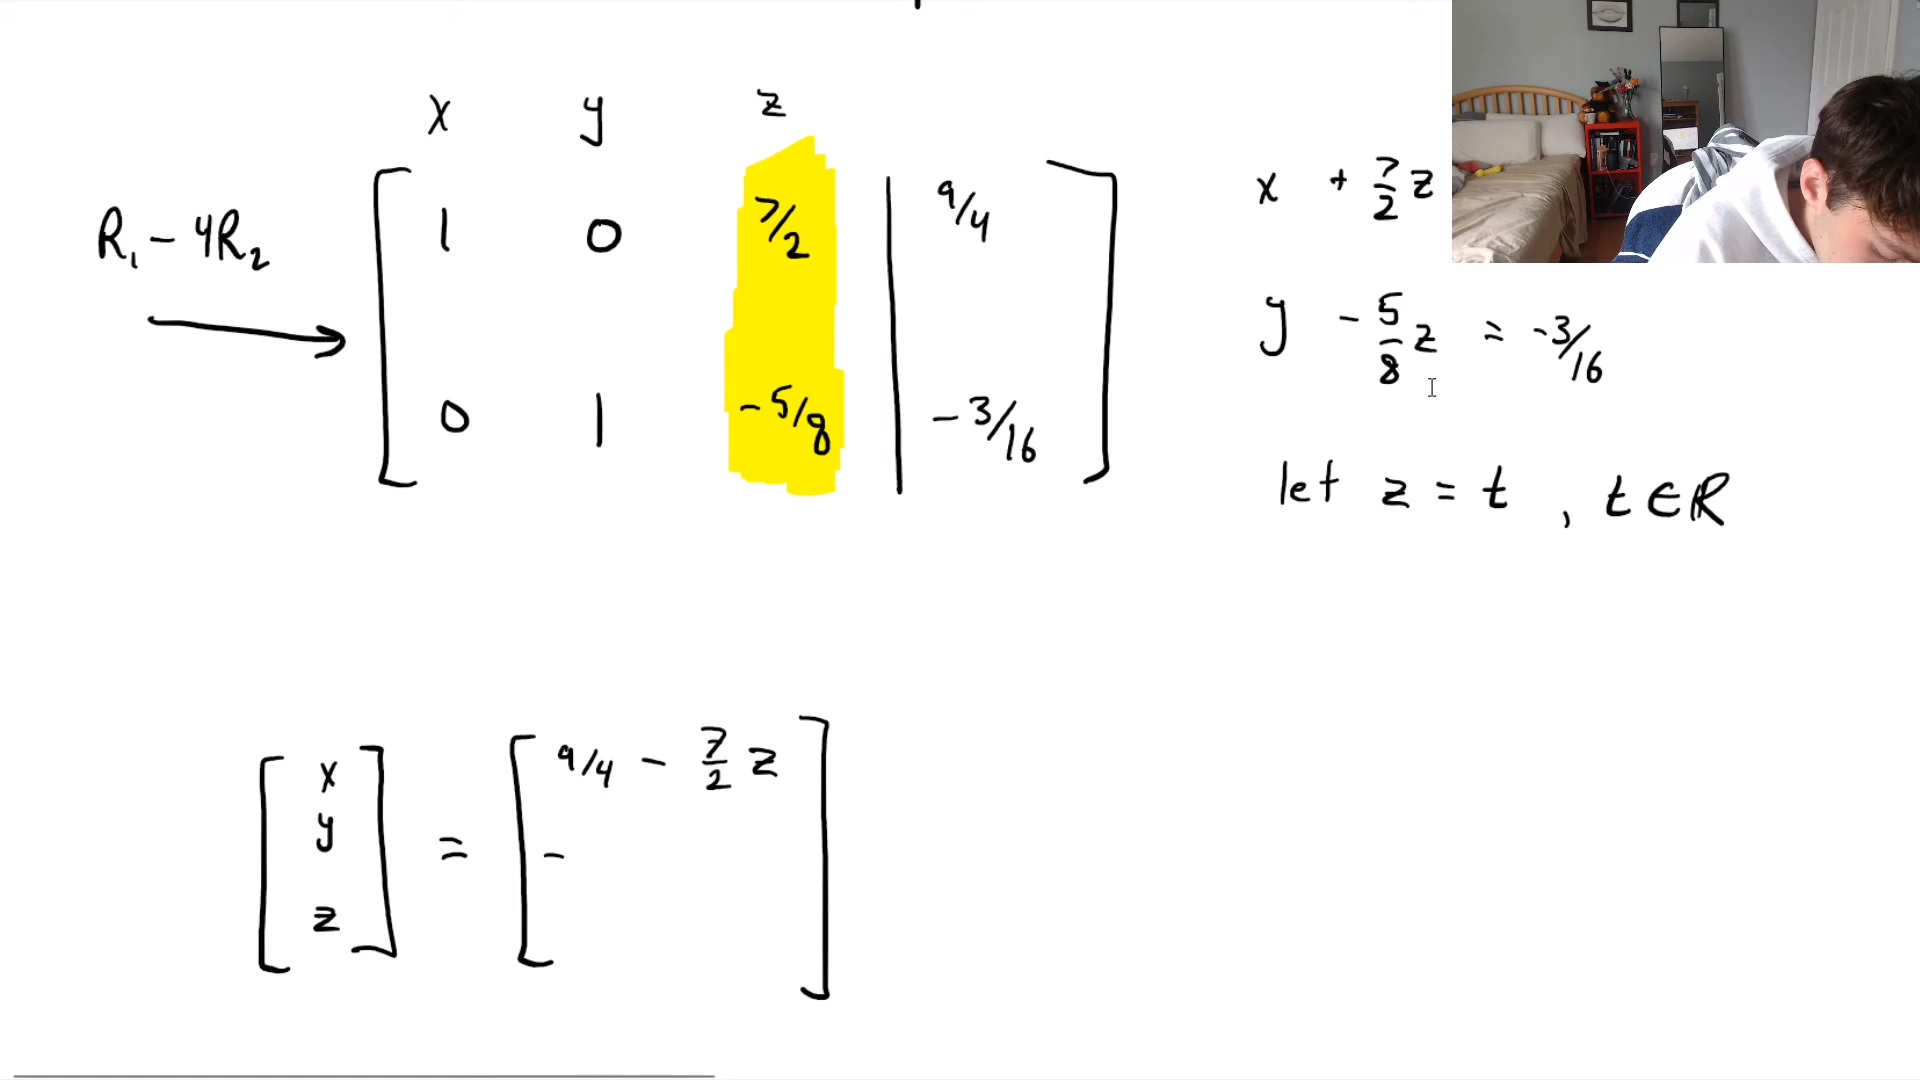 x y z
R₁ - 4R₂
1 0 7/2 9/4
0 1 -5/8 -3/16
x + 7/2 z
y - 5/8 z = -3/16
let z = t , t ∈ ℝ
x
y = 
z
9/4 - 7/2 z
-